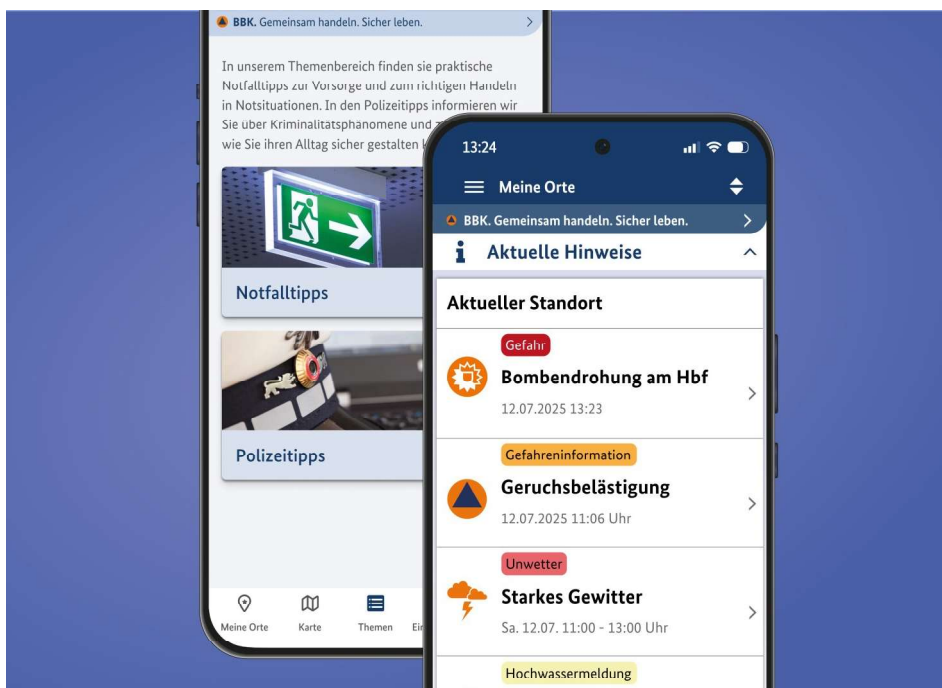 BBK. Gemeinsam handeln. Sicher leben.
In unserem Themenbereich finden sie praktische
Notfalltipps zur Vorsorge und zum richtigen Handeln
in Notsituationen. In den Polizeitipps informieren wir
Sie über Kriminalitätsphänomene und
wie Sie ihren Alltag sicher gestalten
Notfalltipps
Polizeitipps
Meine Orte
Karte
Themen
13:24
Meine Orte
BBK. Gemeinsam handeln. Sicher leben.
Aktuelle Hinweise
Aktueller Standort
Gefahr
Bombendrohung am Hbf
12.07.2025 13:23
Gefahreninformation
Geruchsbelästigung
12.07.2025 11:06 Uhr
Unwetter
Starkes Gewitter
Sa. 12.07. 11:00 - 13:00 Uhr
Hochwassermeldung